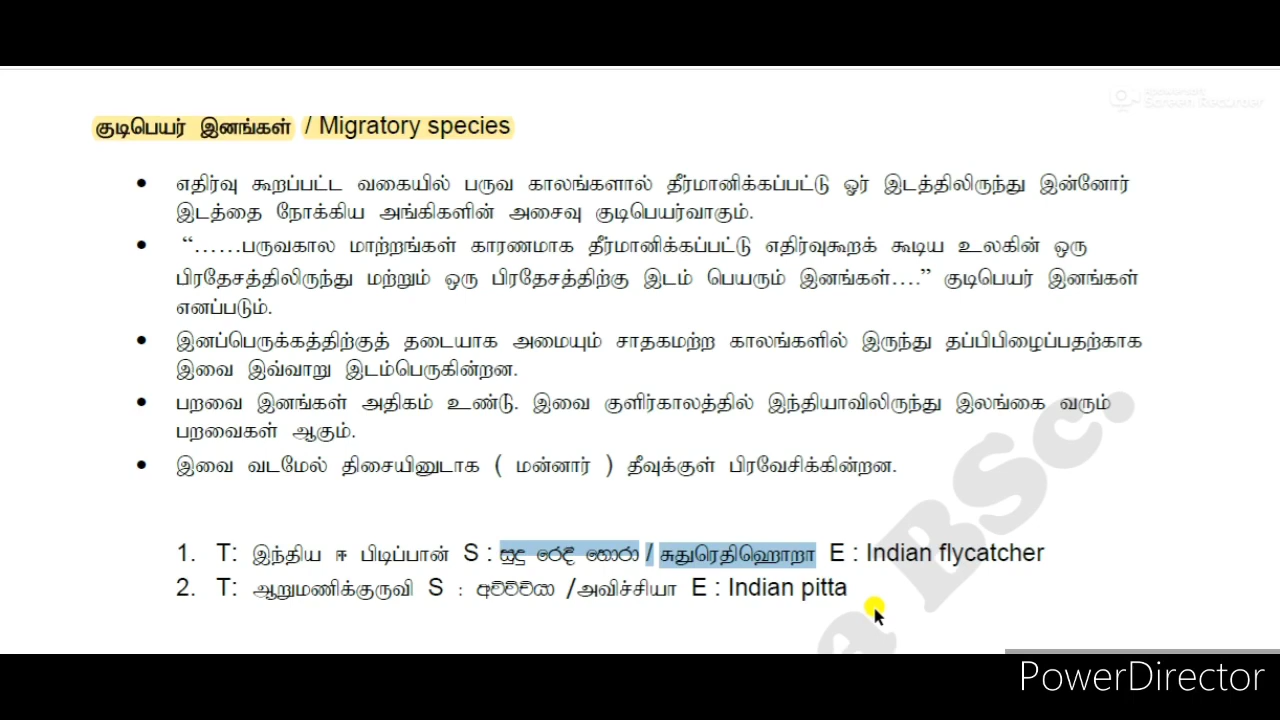 குடிபெயர் இனங்கள் / Migratory species
• எதிர்வு கூறப்பட்ட வகையில் பருவ காலங்களால் தீர்மானிக்கப்பட்டு ஓர் இடத்திலிருந்து இன்னோர்
இடத்தை நோக்கிய அங்கிகளின் அசைவு குடிபெயர்வாகும்.
• “……பருவகால மாற்றங்கள் காரணமாக தீர்மானிக்கப்பட்டு எதிர்வுகூறக் கூடிய உலகின் ஒரு
பிரதேசத்திலிருந்து மற்றும் ஒரு பிரதேசத்திற்கு இடம் பெயரும் இனங்கள்….” குடிபெயர் இனங்கள்
எனப்படும்.
• இனப்பெருக்கத்திற்குத் தடையாக அமையும் சாதகமற்ற காலங்களில் இருந்து தப்பிபிழைப்பதற்காக
இவை இவ்வாறு இடம்பெருகின்றன.
• பறவை இனங்கள் அதிகம் உண்டு. இவை குளிர்காலத்தில் இந்தியாவிலிருந்து இலங்கை வரும்
பறவைகள் ஆகும்.
• இவை வடமேல் திசையினூடாக ( மன்னார் ) தீவுக்குள் பிரவேசிக்கின்றன.
1. T: இந்திய ஈ பிடிப்பான் S : සුදු රෙදි හොරා / சுதுரெதிஹொறா E : Indian flycatcher
2. T: ஆறுமணிக்குருவி S : අව්ච්චියා /அவிச்சியா E : Indian pitta
a BSc.
Screen Recorder
PowerDirector